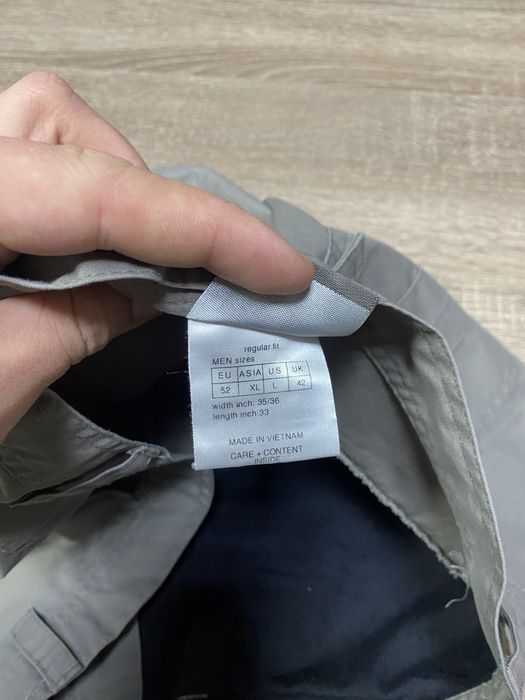 regular fit
MEN sizes
EU ASIA US UK
52 XL L 42
width inch: 35/36
length inch: 33
MADE IN VIETNAM
CARE + CONTENT
INSIDE